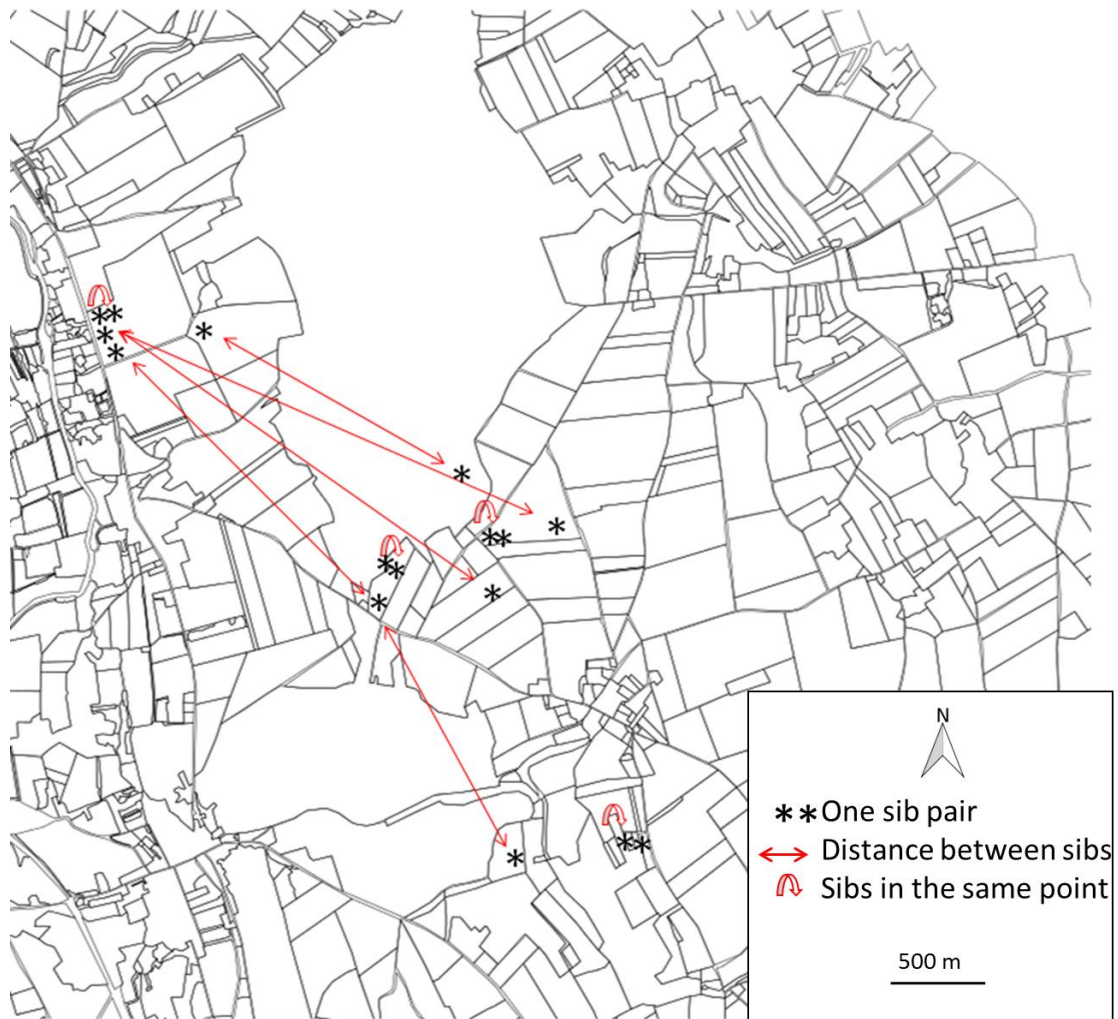 N
**One sib pair
Distance between sibs
Sibs in the same point
500 m